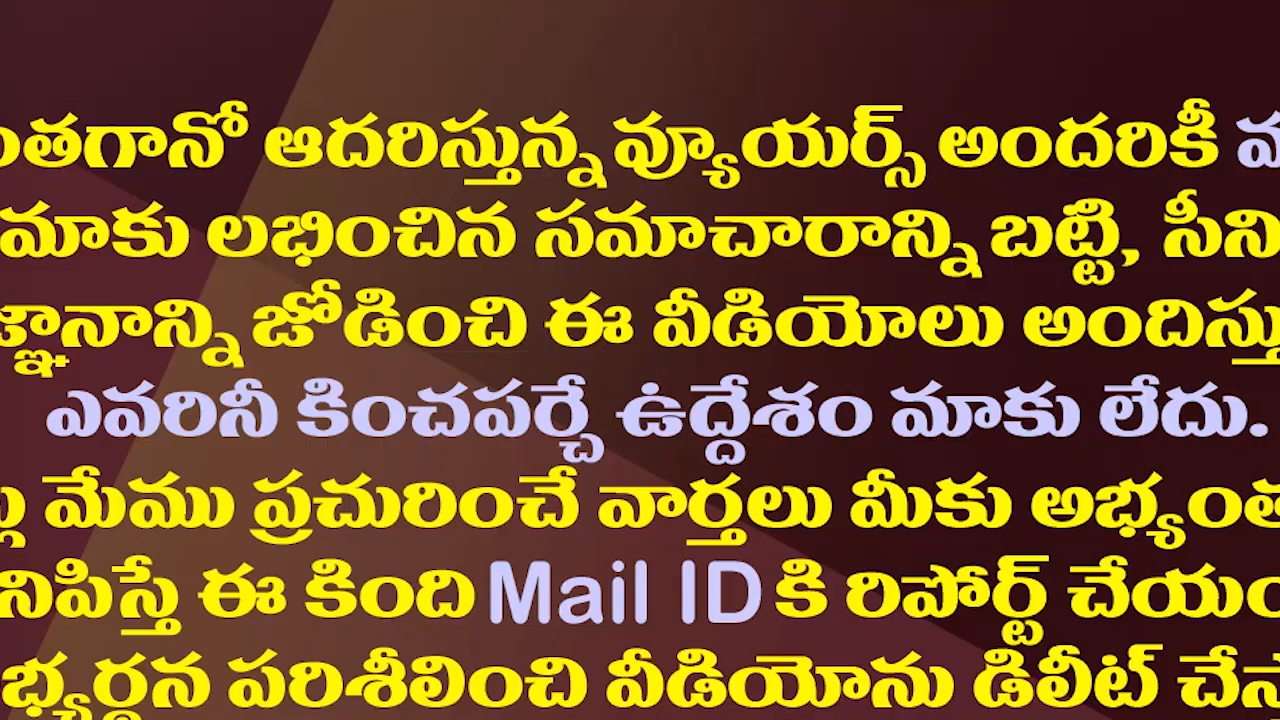 ఆదరిస్తున్న వ్యూయర్స్ అందరికీ
మాకు లభించిన సమాచారాన్ని బట్టి,
జోడించి ఈ వీడియోలు
ఎవరినీ కించపర్చే ఉద్దేశం మాకు లేదు.
మేము ప్రచురించే వార్తలు మీకు
ఈ కింది Mail ID కి రిపోర్ట్
పరిశీలించి వీడియోను డిలీట్